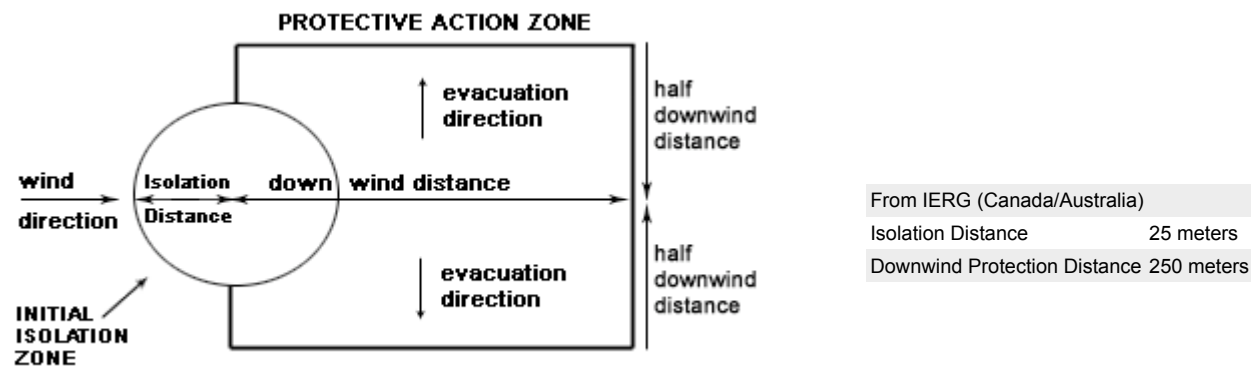 PROTECTIVE ACTION ZONE
evacuation
direction
half
downwind
distance
wind
direction
Isolation
Distance
down wind distance
evacuation
direction
half
downwind
distance
INITIAL
ISOLATION
ZONE
From IERG (Canada/Australia)
Isolation Distance 25 meters
Downwind Protection Distance 250 meters